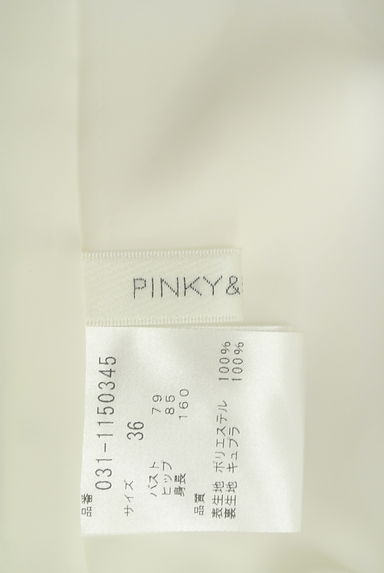 PINKY&
品番
031-1150345
サイズ
36
バスト 79
ヒップ 85
身長 160
品質
表生地 ポリエステル 100%
裏生地 キュプラ 100%